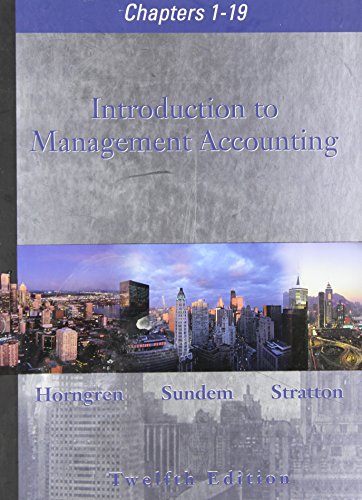 Chapters 1-19
Introduction to
Management Accounting
Horngren Sundem Stratton
Twelfth Edition